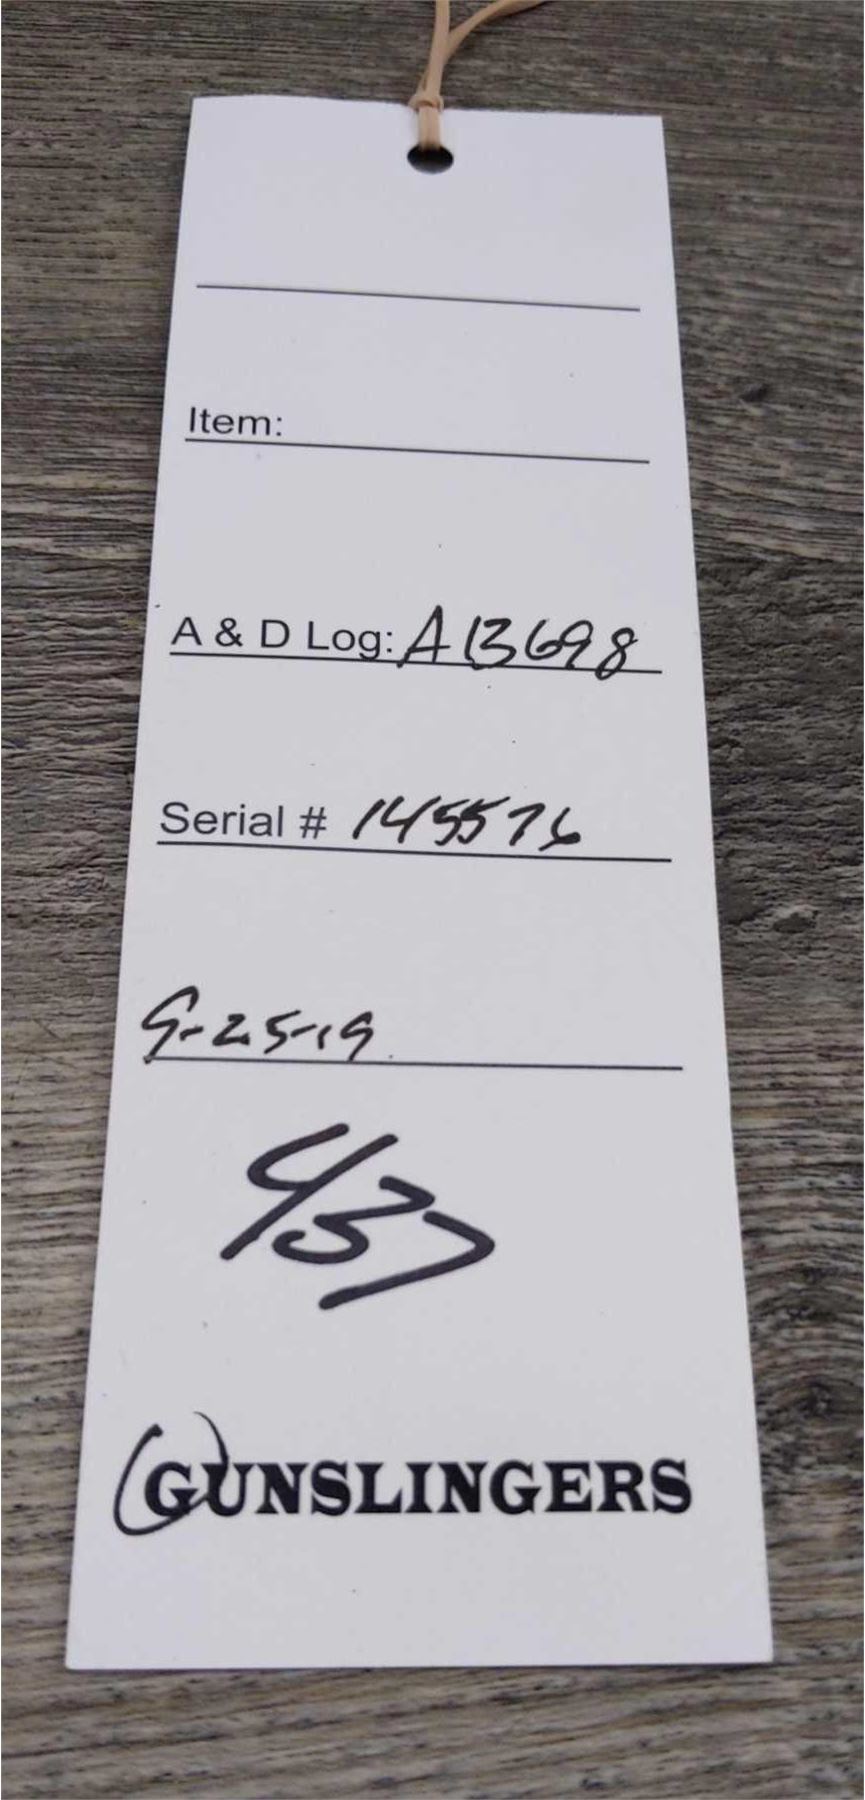 Item:
A & D Log: A13698
Serial # 145576
9-25-19
437
GUNSLINGERS